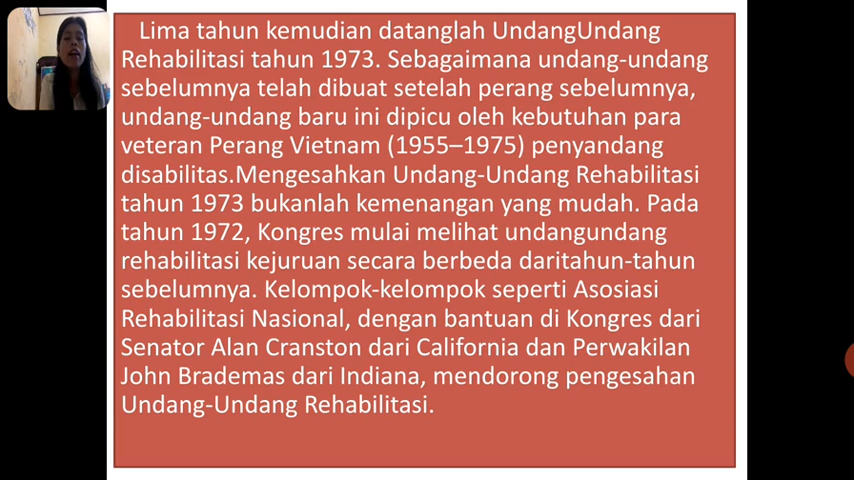 Lima tahun kemudian datanglah UndangUndang
Rehabilitasi tahun 1973. Sebagaimana undang-undang
sebelumnya telah dibuat setelah perang sebelumnya,
undang-undang baru ini dipicu oleh kebutuhan para
veteran Perang Vietnam (1955–1975) penyandang
disabilitas.Mengesahkan Undang-Undang Rehabilitasi
tahun 1973 bukanlah kemenangan yang mudah. Pada
tahun 1972, Kongres mulai melihat undangundang
rehabilitasi kejuruan secara berbeda daritahun-tahun
sebelumnya. Kelompok-kelompok seperti Asosiasi
Rehabilitasi Nasional, dengan bantuan di Kongres dari
Senator Alan Cranston dari California dan Perwakilan
John Brademas dari Indiana, mendorong pengesahan
Undang-Undang Rehabilitasi.